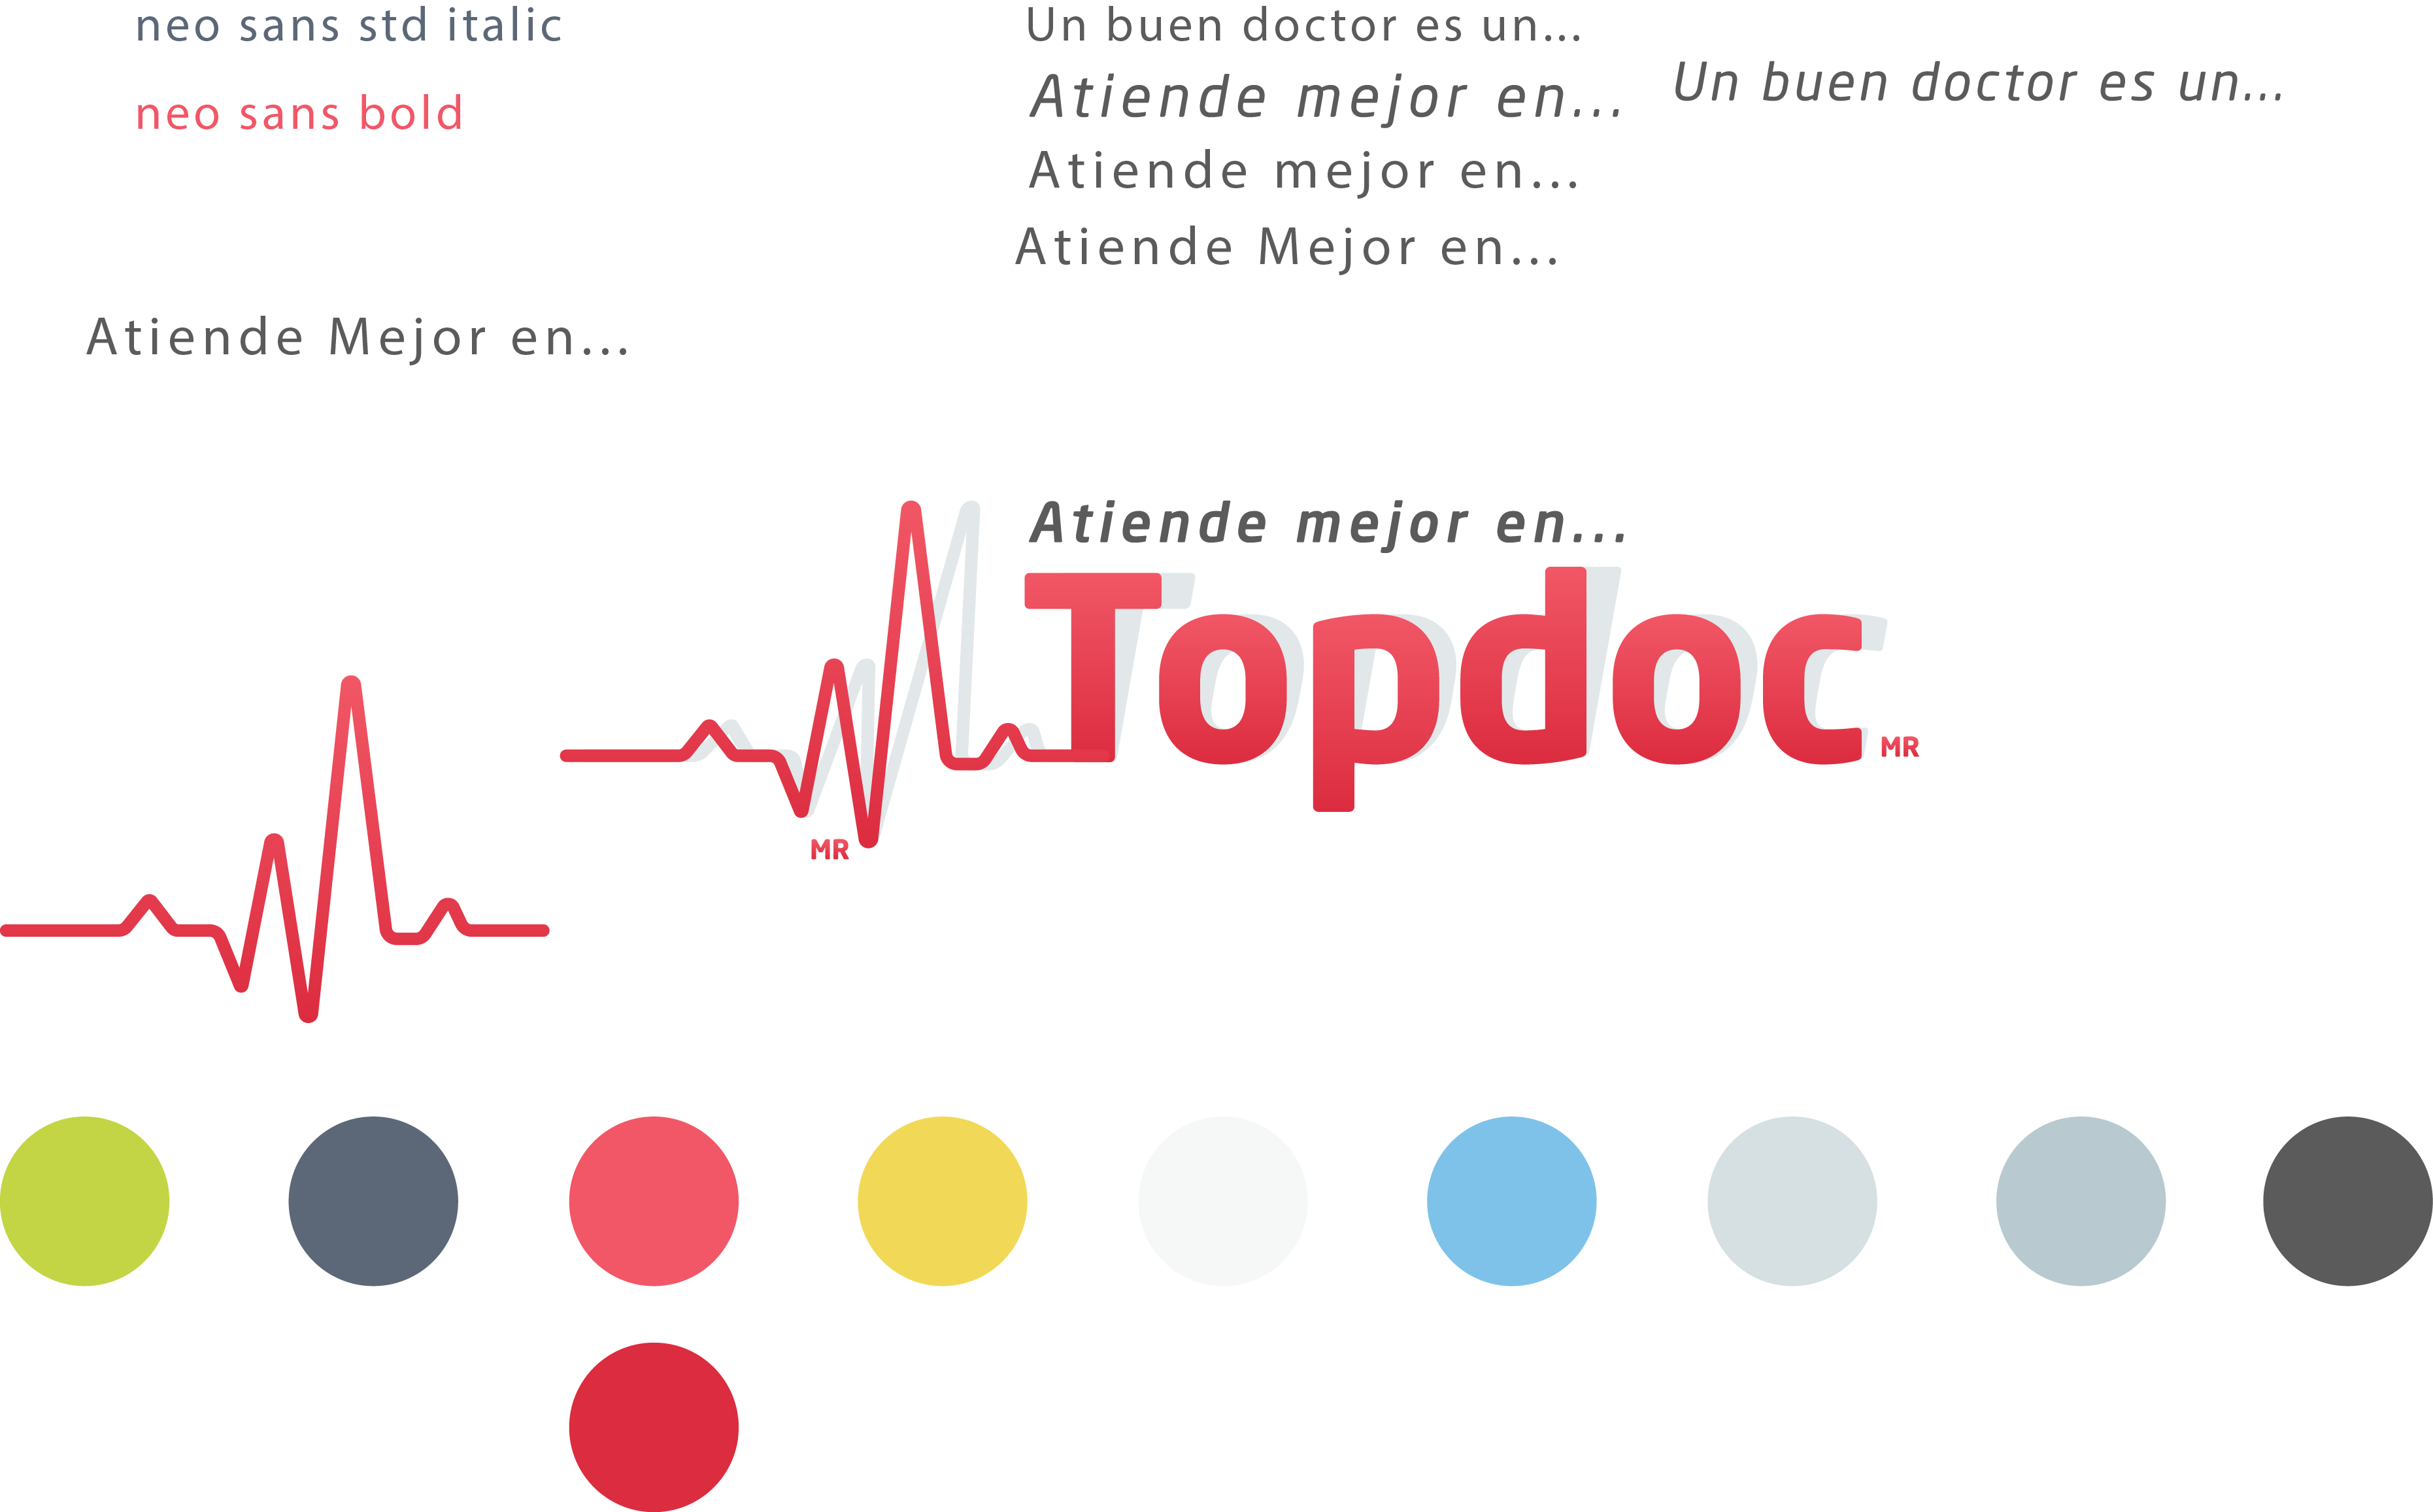 neo sans std italic
neo sans bold
Atiende Mejor en...
Un buen doctor es un...
Atiende mejor en...
Un buen doctor es un...
Atiende mejor en...
Atiende Mejor en...
Atiende mejor en...
Topdoc MR
MR